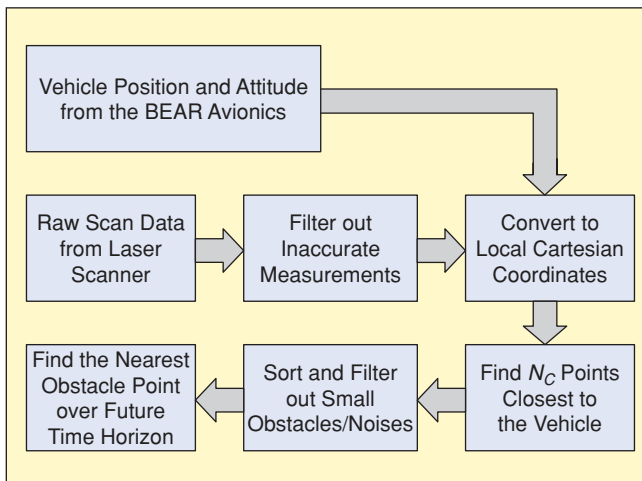 Vehicle Position and Attitude
from the BEAR Avionics
Raw Scan Data
from Laser
Scanner
Filter out
Inaccurate
Measurements
Convert to
Local Cartesian
Coordinates
Find the Nearest
Obstacle Point
over Future
Time Horizon
Sort and Filter
out Small
Obstacles/Noises
Find N_C Points
Closest to
the Vehicle